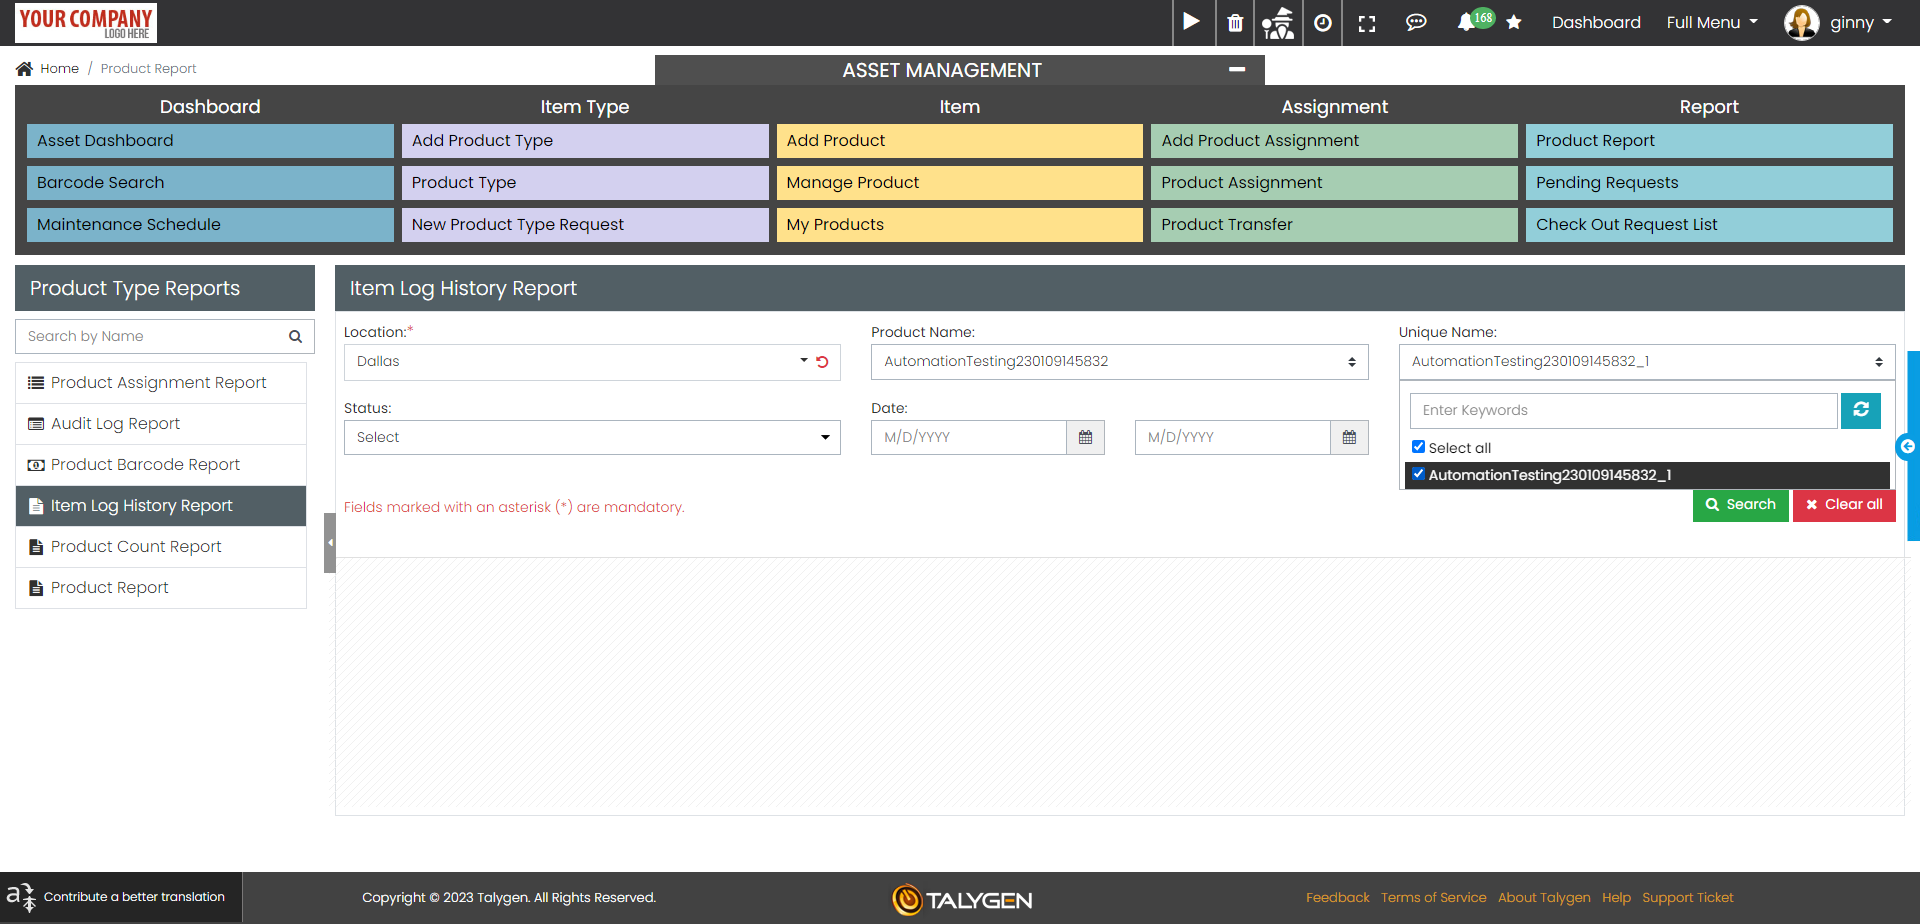 YOUR COMPANY
LOGO HERE
168
Dashboard
Full Menu
ginny
Home / Product Report
ASSET MANAGEMENT
Dashboard
Item Type
Item
Assignment
Report
Asset Dashboard
Add Product Type
Add Product
Add Product Assignment
Product Report
Barcode Search
Product Type
Manage Product
Product Assignment
Pending Requests
Maintenance Schedule
New Product Type Request
My Products
Product Transfer
Check Out Request List
Product Type Reports
Search by Name
Product Assignment Report
Audit Log Report
Product Barcode Report
Item Log History Report
Product Count Report
Product Report
Item Log History Report
Location:*
Product Name:
Unique Name:
Dallas
AutomationTesting230109145832
AutomationTesting230109145832_1
Enter Keywords
Select all
AutomationTesting230109145832_1
Status:
Date:
Select
M/D/YYYY
M/D/YYYY
Fields marked with an asterisk (*) are mandatory.
Search
Clear all
Contribute a better translation
Copyright © 2023 Talygen. All Rights Reserved.
TALYGEN
Feedback Terms of Service About Talygen Help Support Ticket